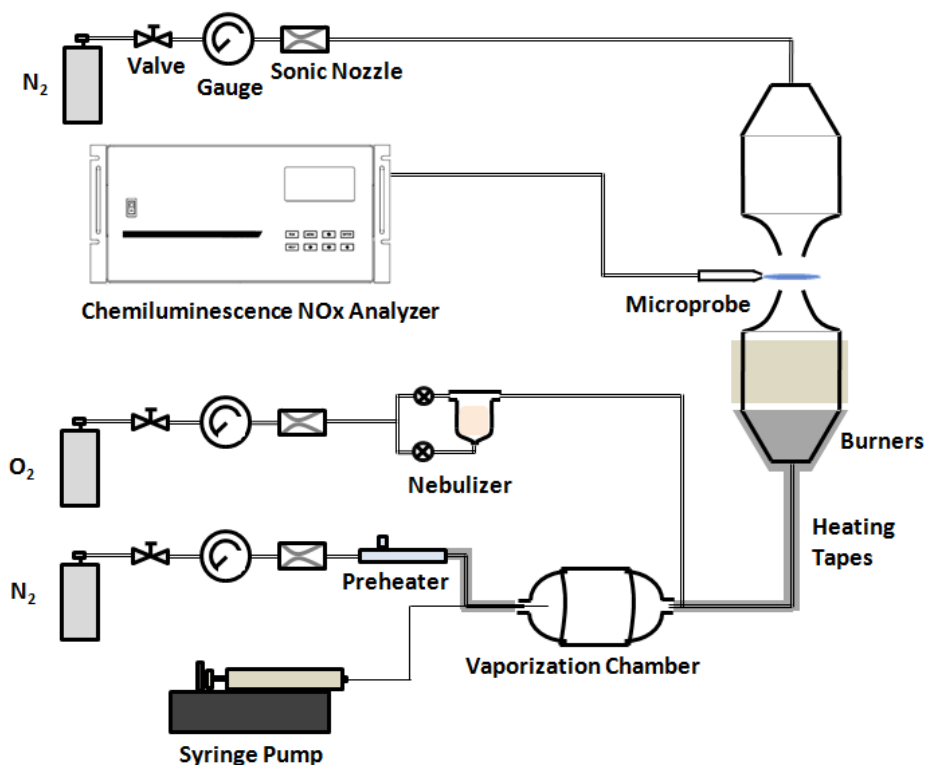 N₂
Valve
Gauge
Sonic Nozzle
Chemiluminescence NOx Analyzer
Microprobe
Burners
O₂
Nebulizer
Heating
Tapes
N₂
Preheater
Vaporization Chamber
Syringe Pump